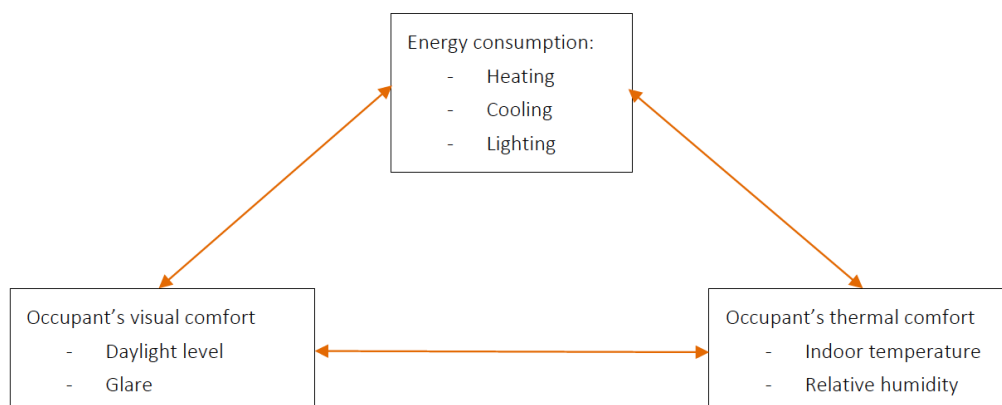 Energy consumption:
- Heating
- Cooling
- Lighting
Occupant’s visual comfort
- Daylight level
- Glare
Occupant’s thermal comfort
- Indoor temperature
- Relative humidity